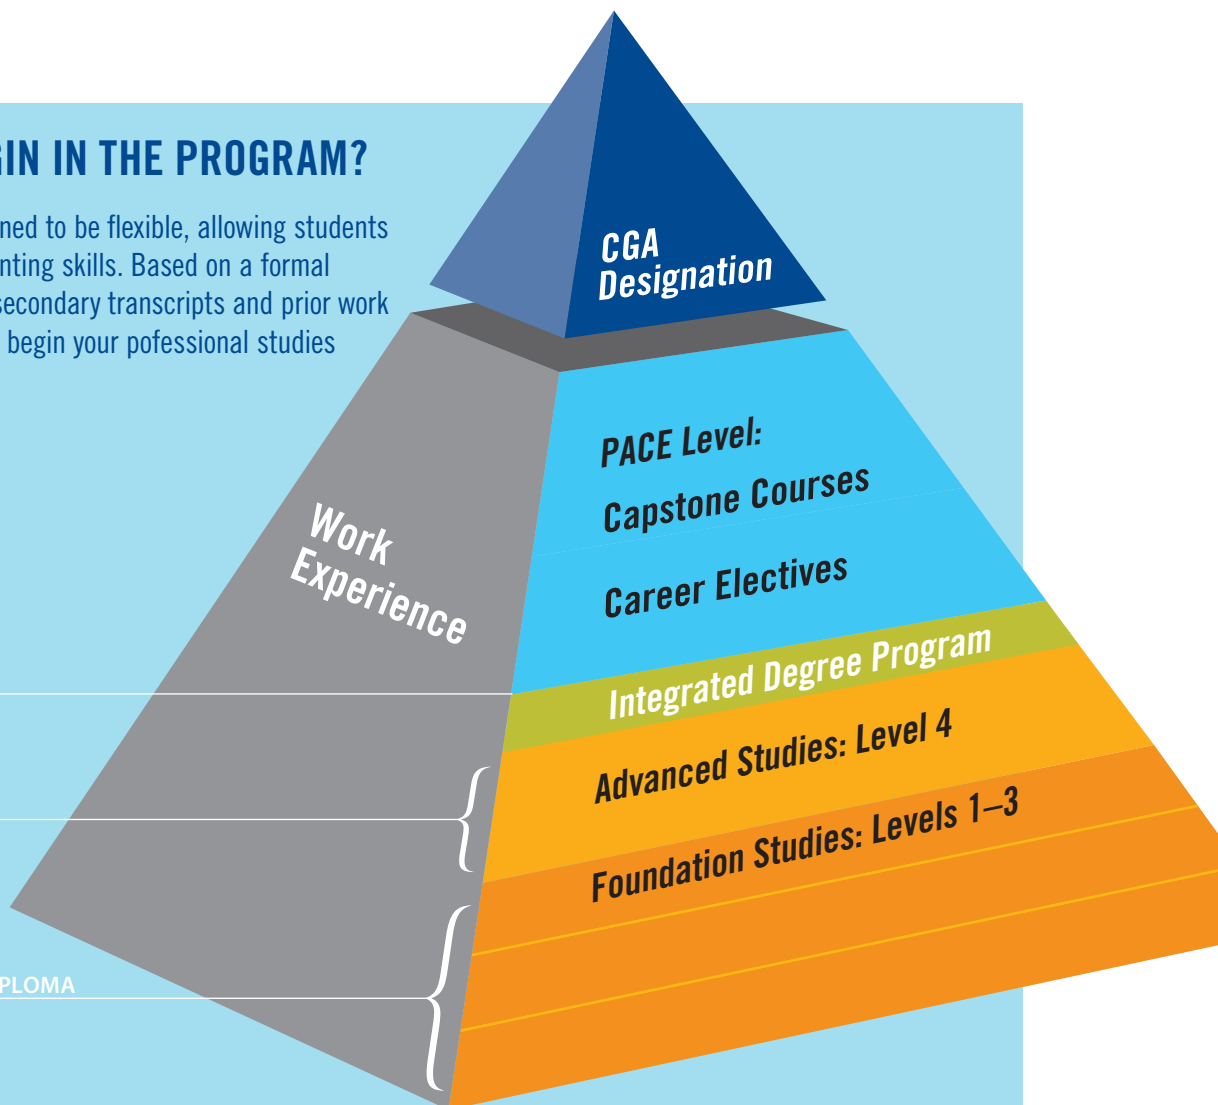 GIN IN THE PROGRAM?
ned to be flexible, allowing students
nting skills. Based on a formal
secondary transcripts and prior work
begin your pofessional studies
CGA
Designation
PACE Level:
Capstone Courses
Career Electives
Work
Experience
Integrated Degree Program
Advanced Studies: Level 4
Foundation Studies: Levels 1–3
PLOMA